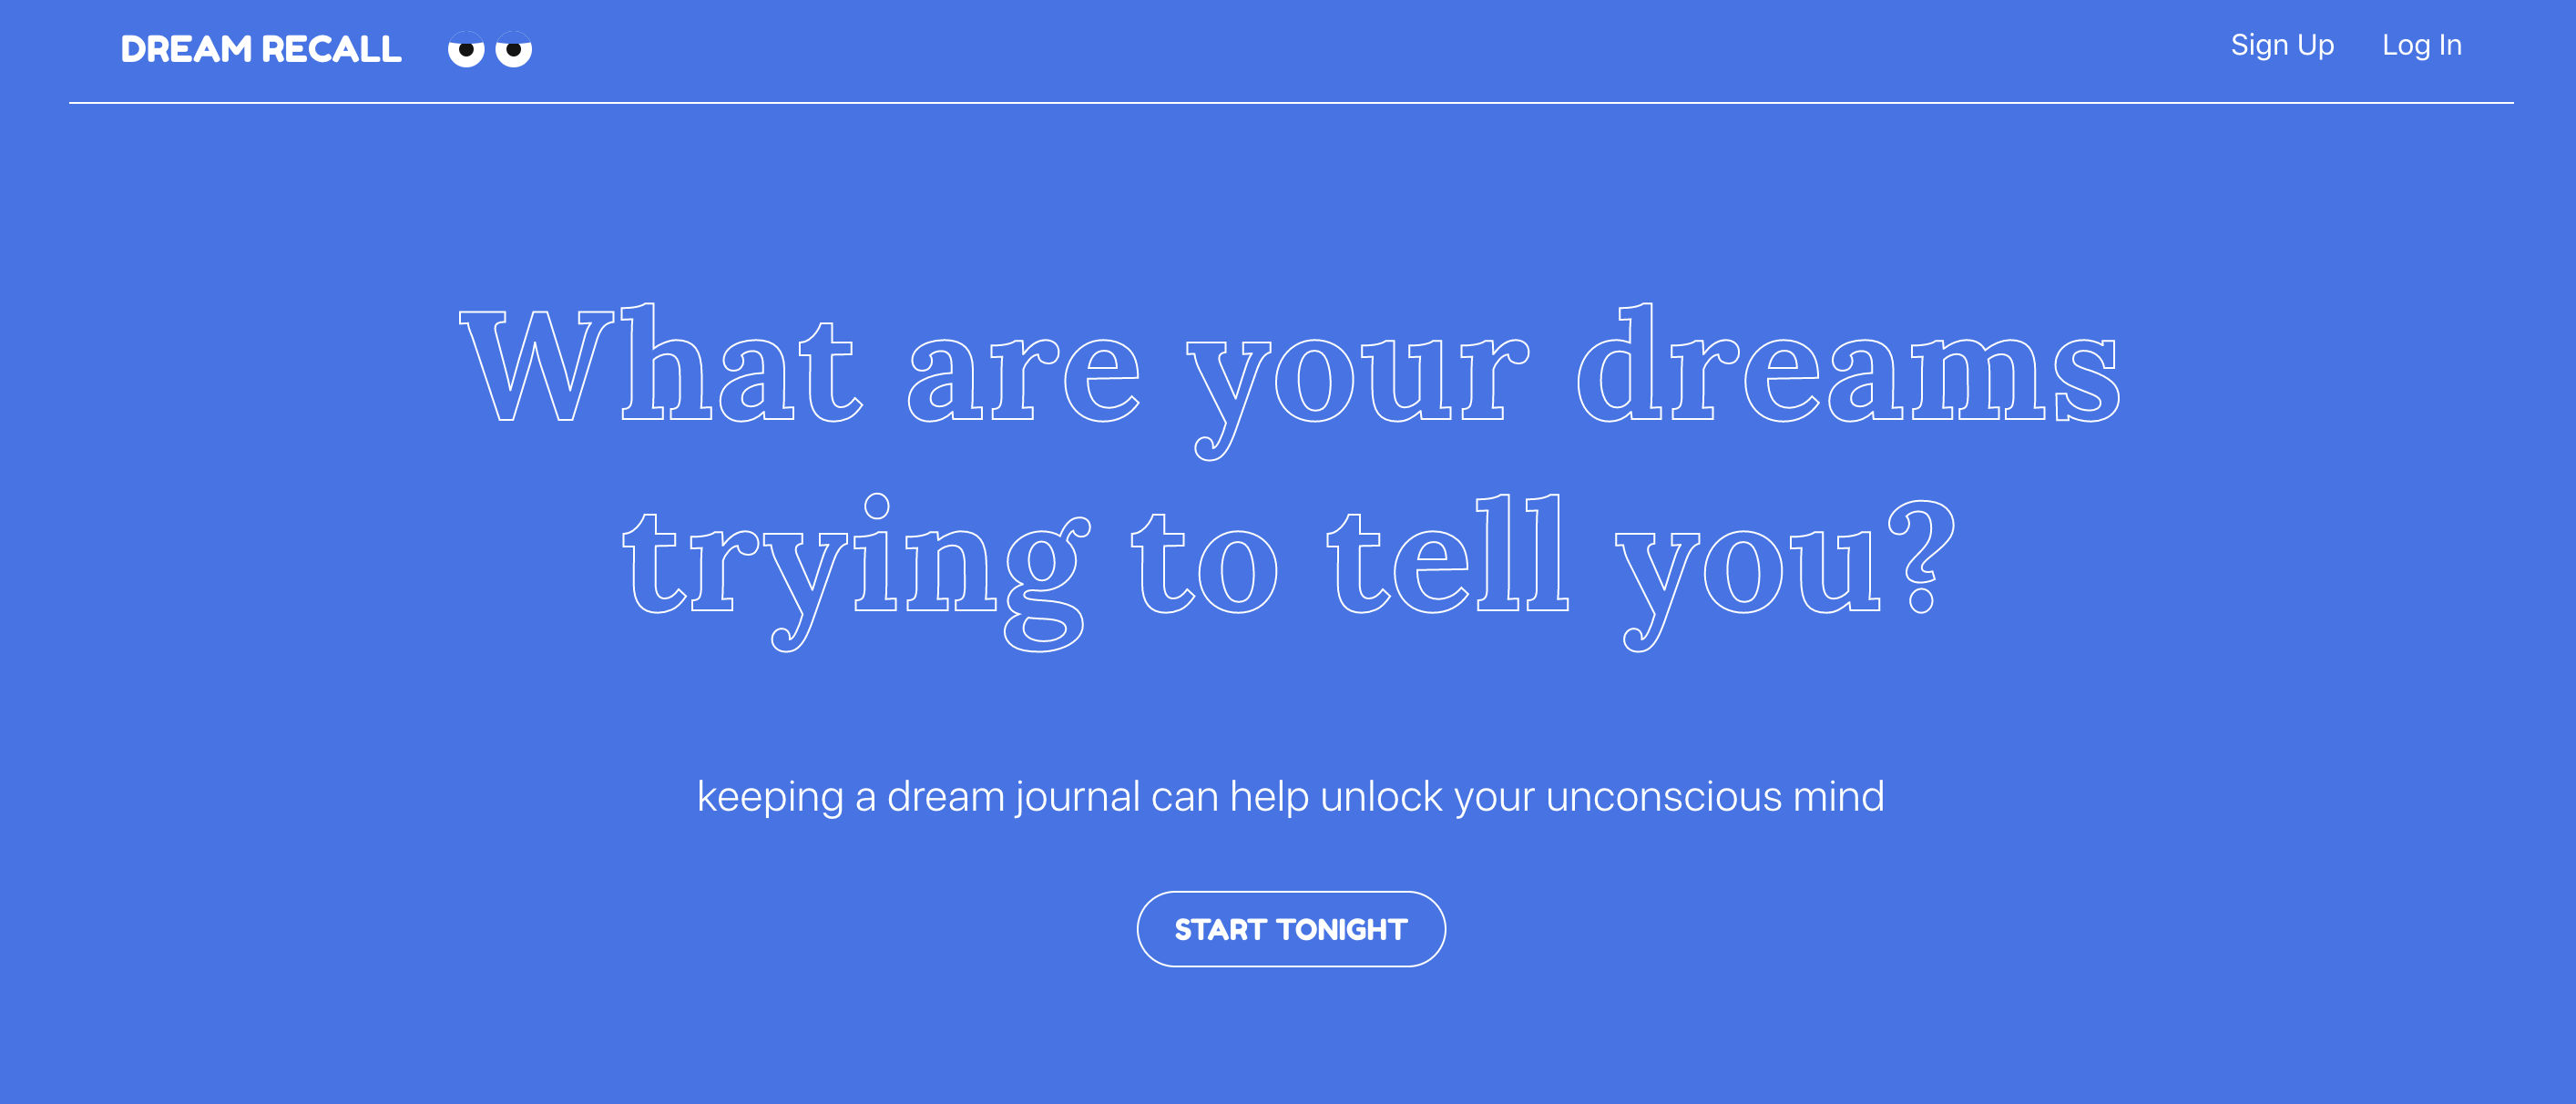 DREAM RECALL
Sign Up Log In
What are your dreams
trying to tell you?
keeping a dream journal can help unlock your unconscious mind
START TONIGHT